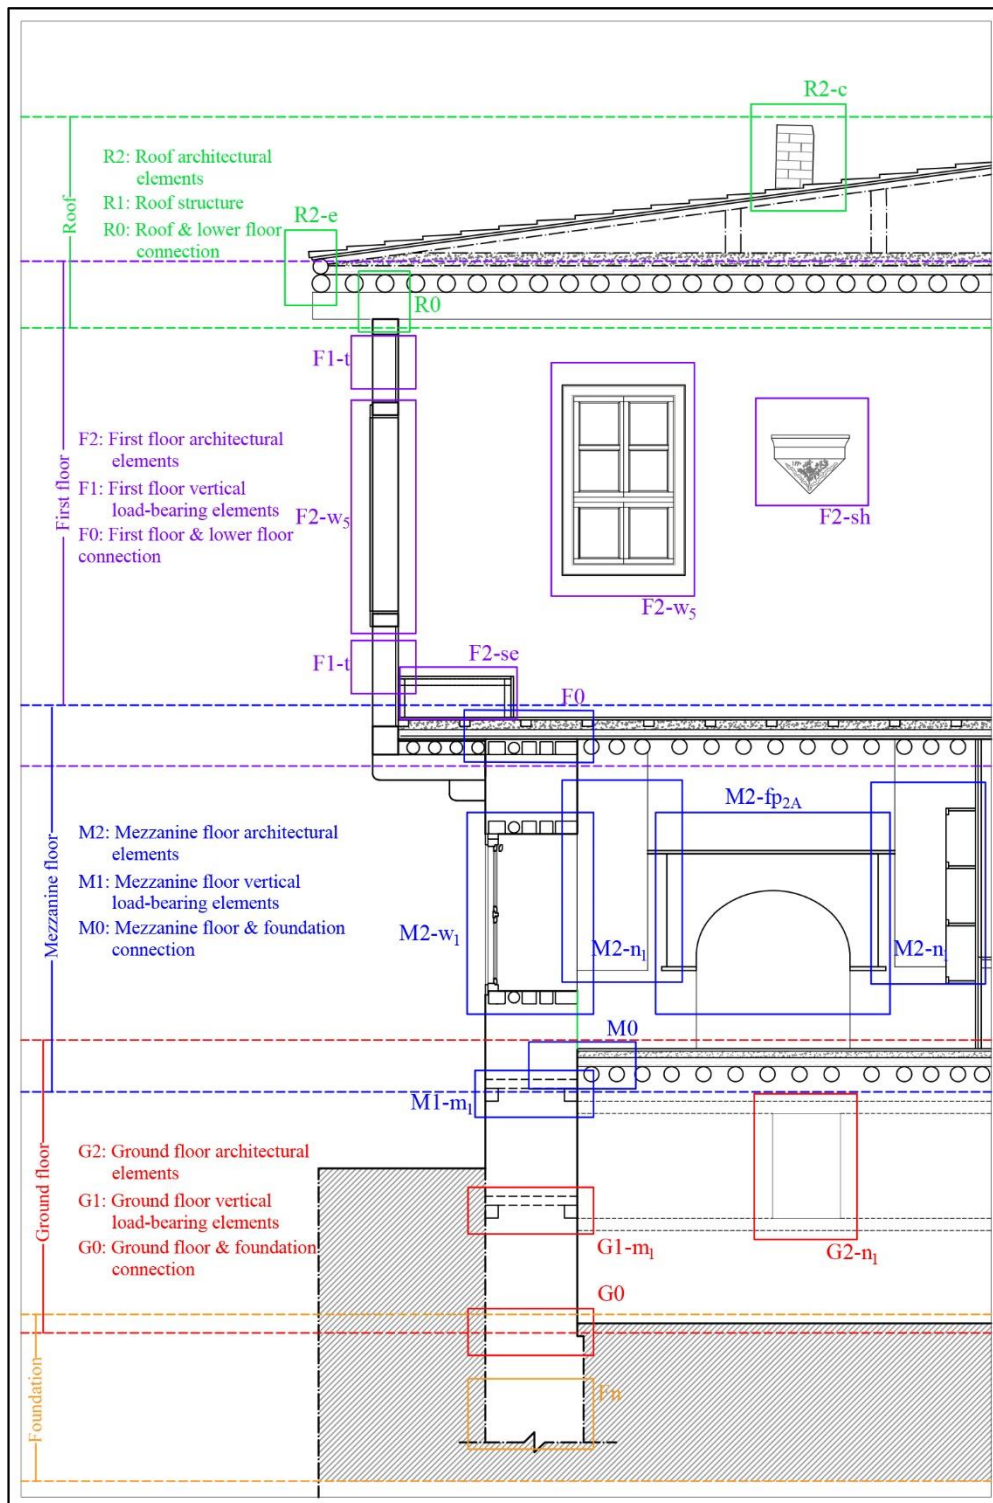 R2-c
R2: Roof architectural
elements
R1: Roof structure
R0: Roof & lower floor
connection
Roof
R2-e
R0
F1-t
F2: First floor architectural
elements
F1: First floor vertical
load-bearing elements
F0: First floor & lower floor
connection
First floor
F2-w₅
F2-w₅
F2-sh
F1-t
F2-se
F0
M2-fp₂A
M2: Mezzanine floor architectural
elements
M1: Mezzanine floor vertical
load-bearing elements
M0: Mezzanine floor & foundation
connection
Mezzanine floor
M2-w₁
M2-n₁
M2-n₁
M0
M1-m₁
G2: Ground floor architectural
elements
G1: Ground floor vertical
load-bearing elements
G0: Ground floor & foundation
connection
Ground floor
G1-m₁
G2-n₁
G0
Fn
Foundation